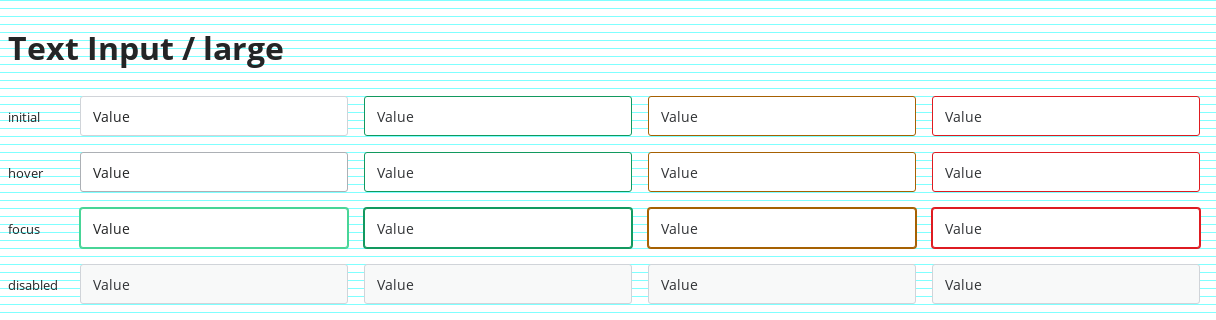 Text Input / large
initial Value Value Value Value
hover Value Value Value Value
focus Value Value Value Value
disabled Value Value Value Value